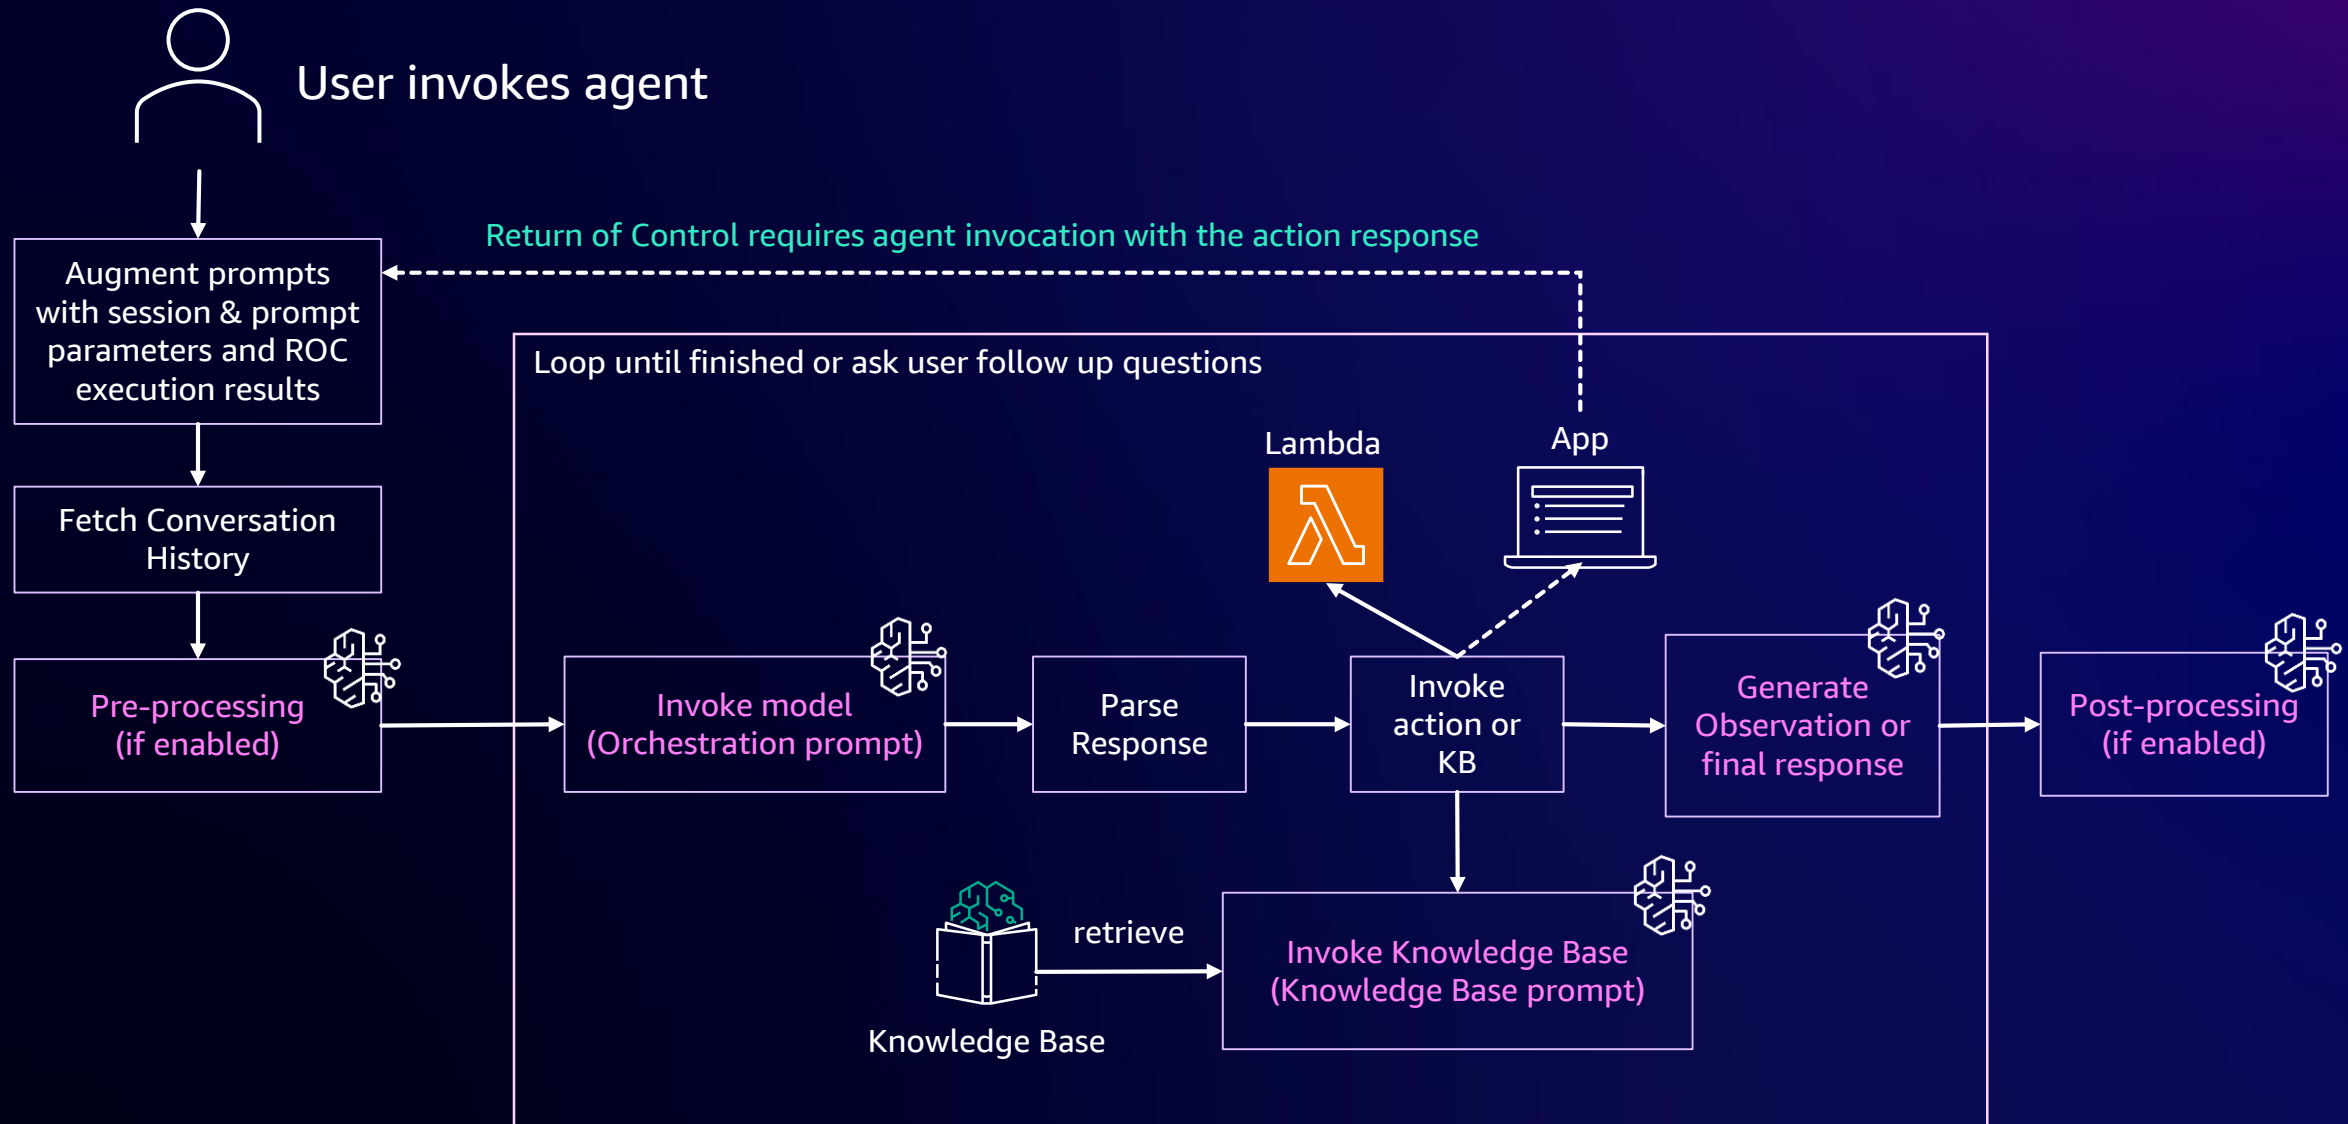 User invokes agent
Return of Control requires agent invocation with the action response
Augment prompts
with session & prompt
parameters and ROC
execution results
Loop until finished or ask user follow up questions
Lambda
App
Fetch Conversation
History
Pre-processing
(if enabled)
Invoke model
(Orchestration prompt)
Parse
Response
Invoke
action or
KB
Generate
Observation or
final response
Post-processing
(if enabled)
retrieve
Knowledge Base
Invoke Knowledge Base
(Knowledge Base prompt)